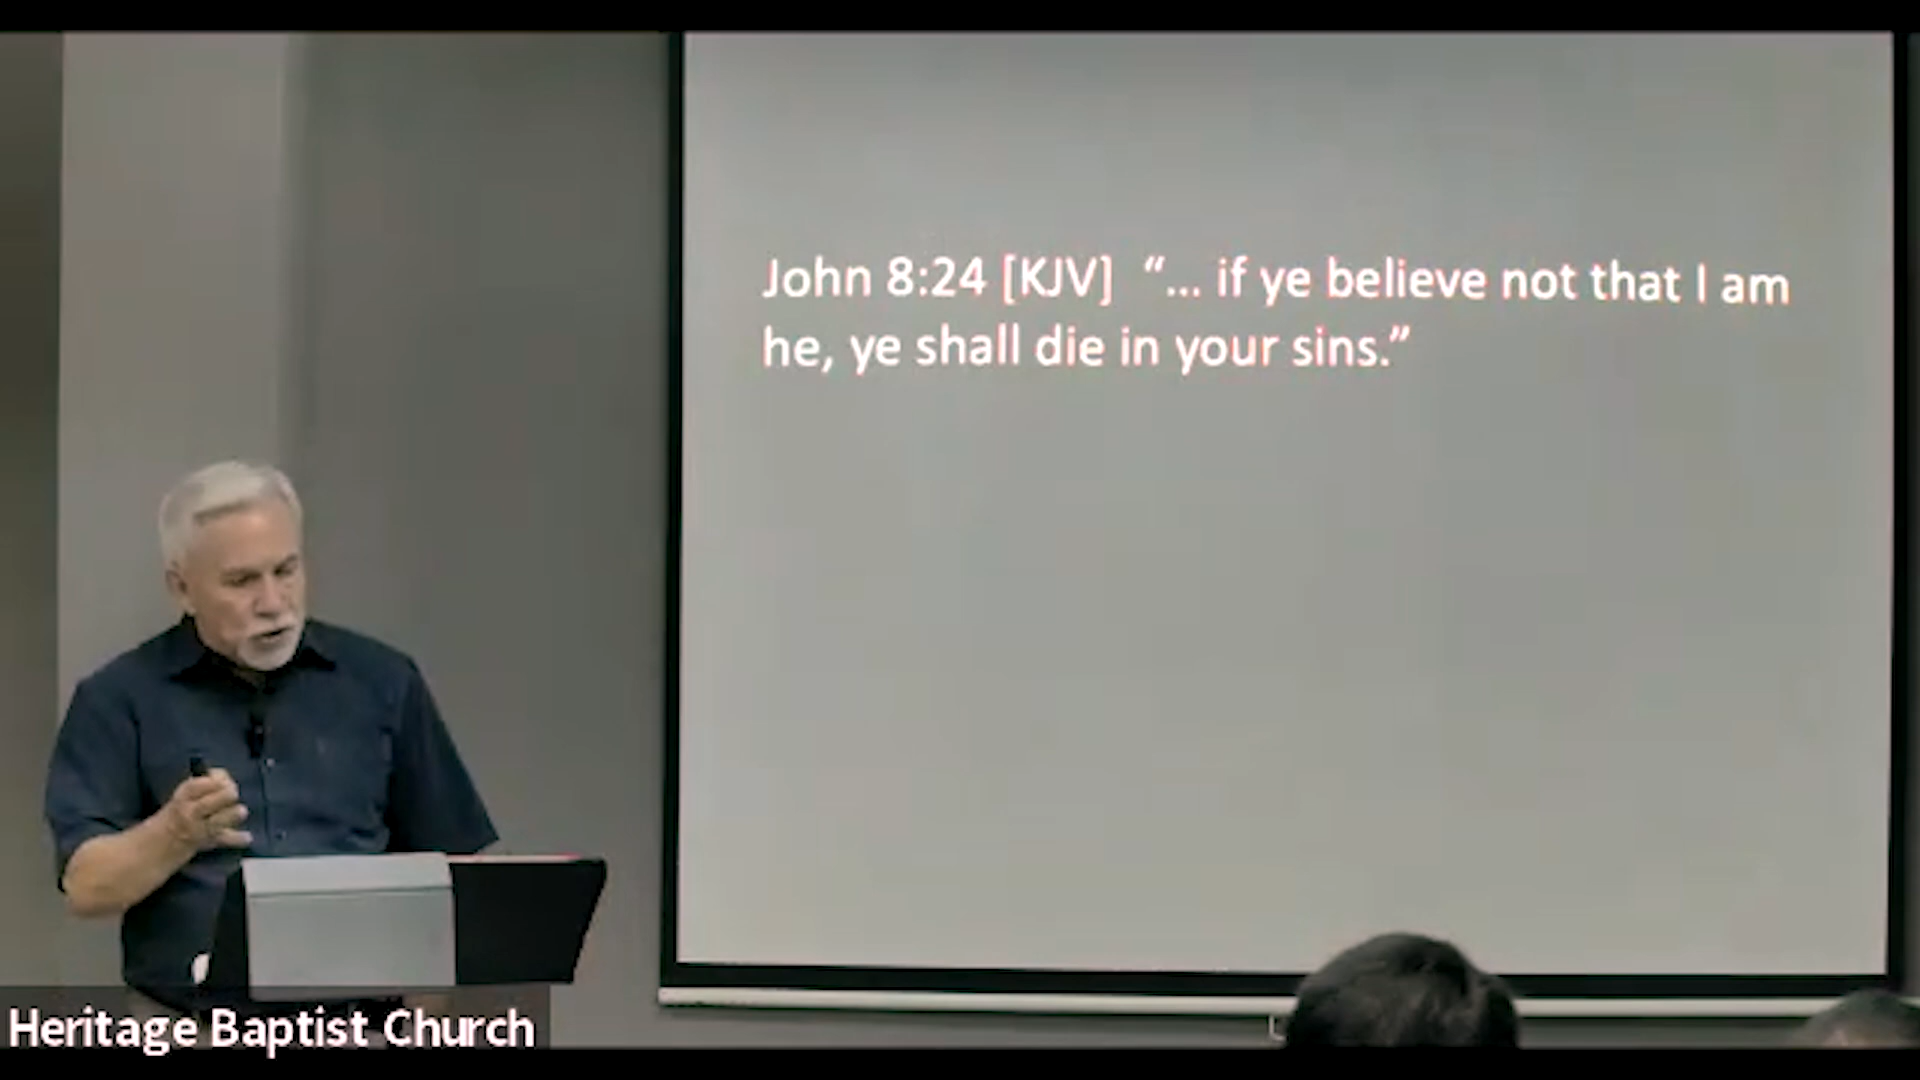 John 8:24 [KJV] “... if ye believe not that I am
he, ye shall die in your sins.”
Heritage Baptist Church